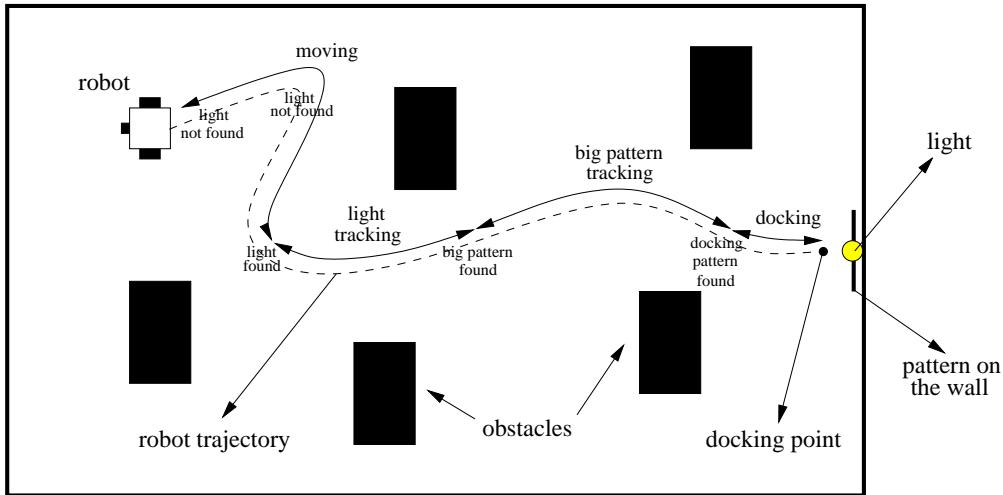 moving
robot
light
not found
light
not found
big pattern
tracking
light
light
tracking
docking
light
found
big pattern
found
docking
pattern
found
pattern on
the wall
obstacles
robot trajectory
docking point